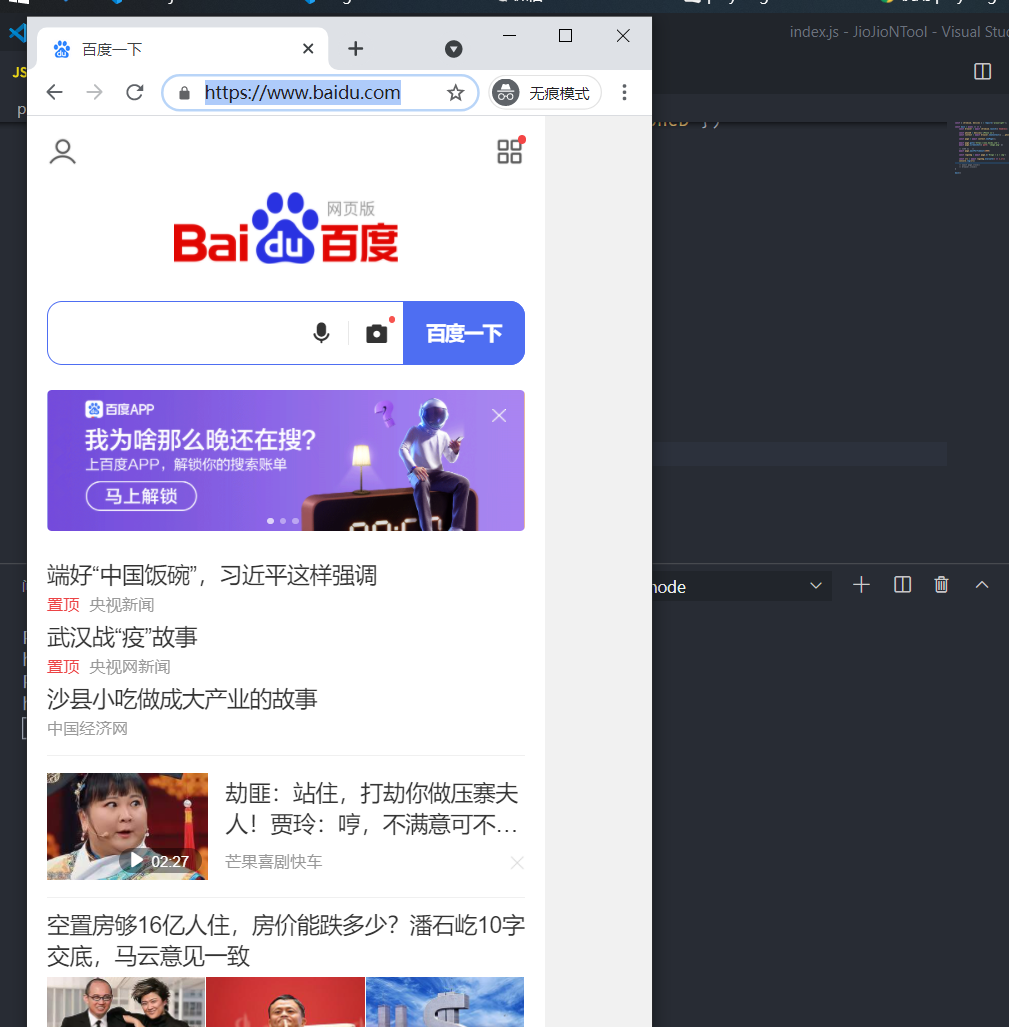 index.js - JioJioNTool - Visual Stu
百度一下
JS
https://www.baidu.com
无痕模式
网页版
Bai du 百度
百度一下
百度APP
我为啥那么晚还在搜?
上百度APP，解锁你的搜索账单
马上解锁
端好“中国饭碗”，习近平这样强调
置顶 央视新闻
node
武汉战“疫”故事
置顶 央视网新闻
沙县小吃做成大产业的故事
中国经济网
劫匪：站住，打劫你做压寨夫
人！贾玲：哼，不满意可不…
02:27
芒果喜剧快车
空置房够16亿人住，房价能跌多少？潘石屹10字
交底，马云意见一致